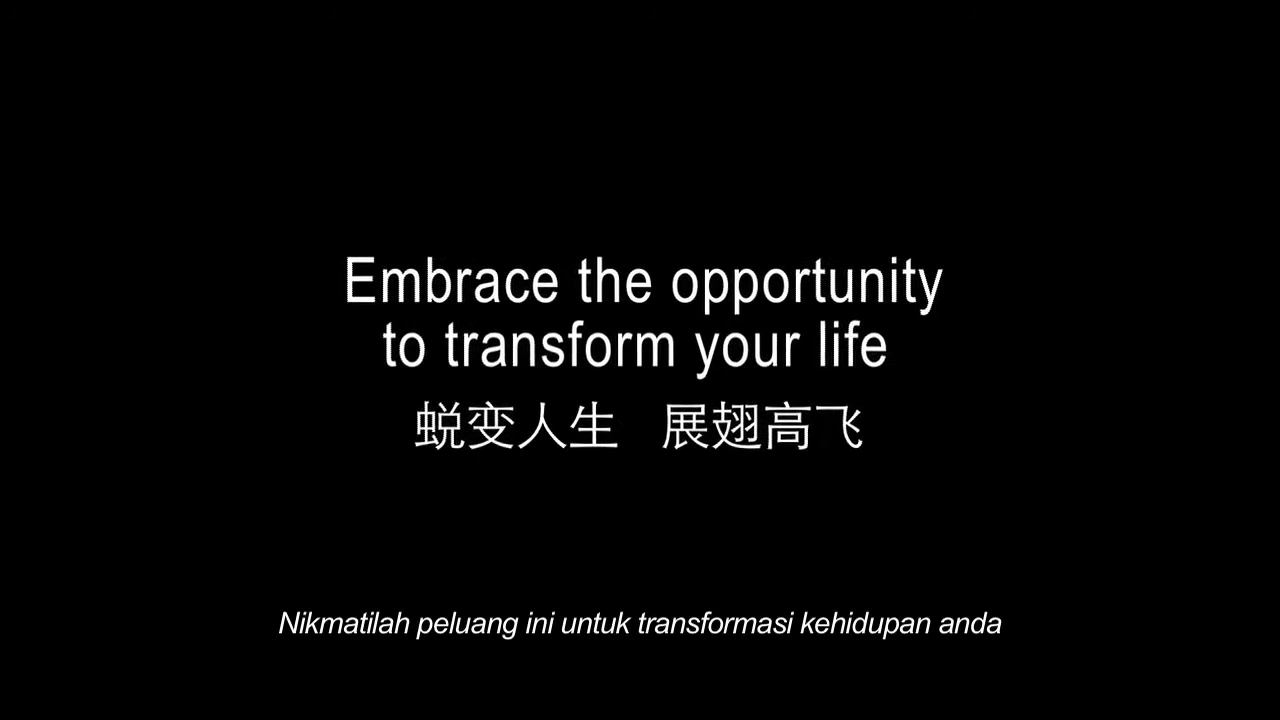 Embrace the opportunity
to transform your life
蜕变人生 展翅高飞
Nikmatilah peluang ini untuk transformasi kehidupan anda